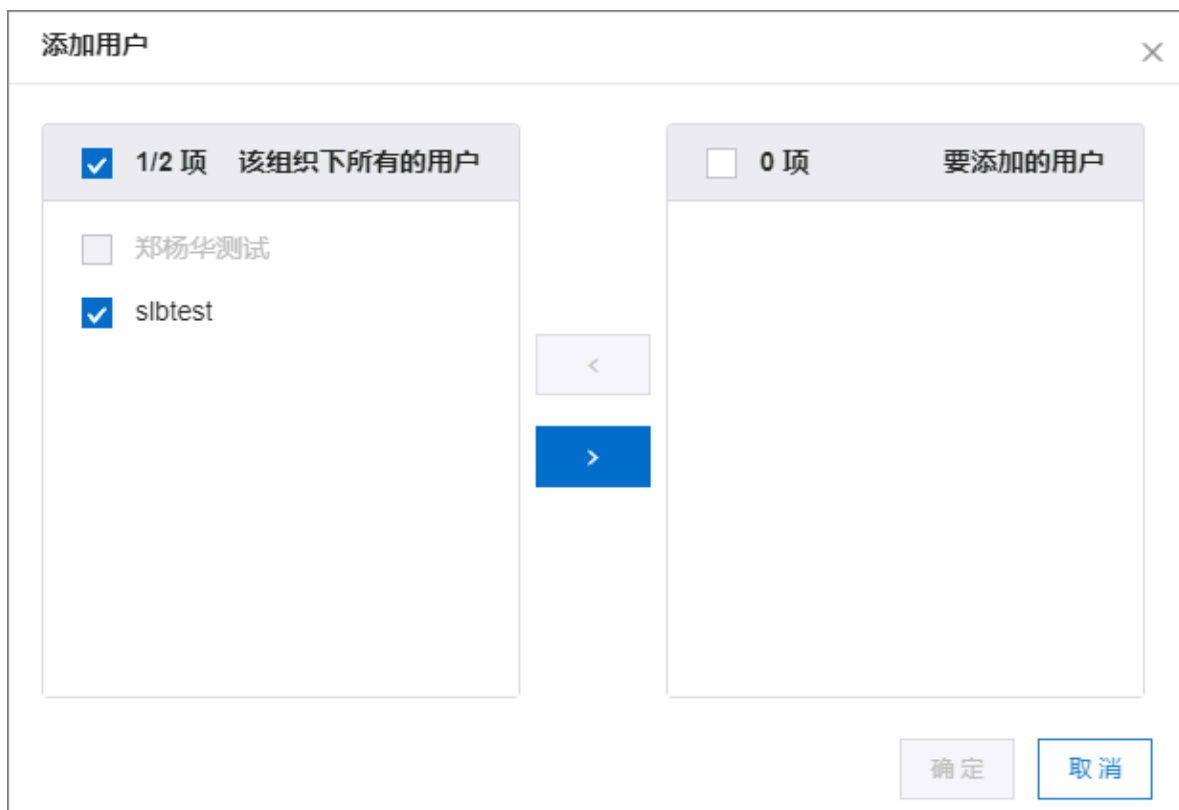 添加用户
1/2 项 该组织下所有的用户
0 项 要添加的用户
郑杨华测试
slbtest
<
>
确定 取消